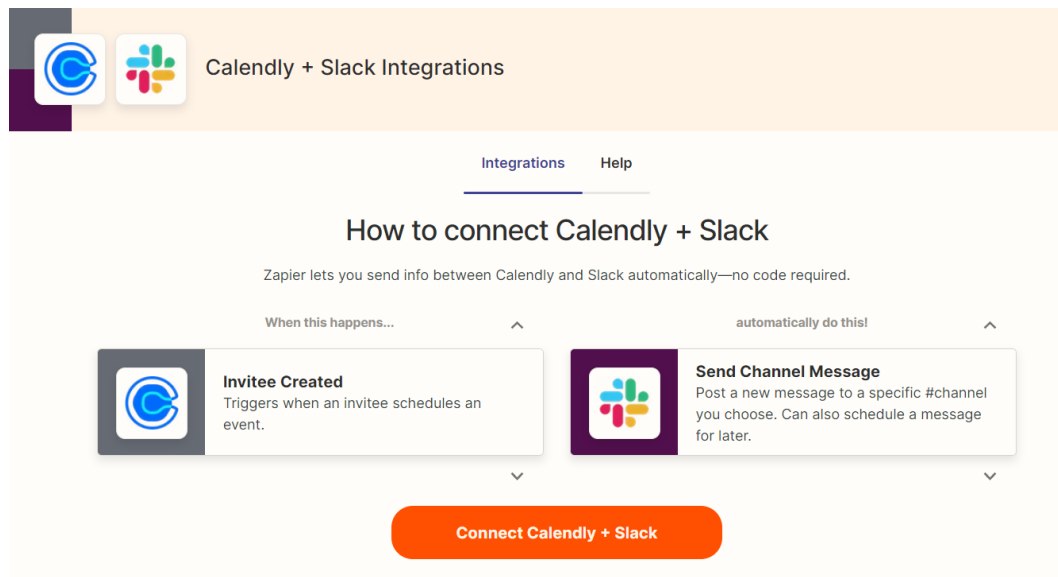 Calendly + Slack Integrations
Integrations
Help
How to connect Calendly + Slack
Zapier lets you send info between Calendly and Slack automatically—no code required.
When this happens...
automatically do this!
Invitee Created
Triggers when an invitee schedules an
event.
Send Channel Message
Post a new message to a specific #channel
you choose. Can also schedule a message
for later.
Connect Calendly + Slack